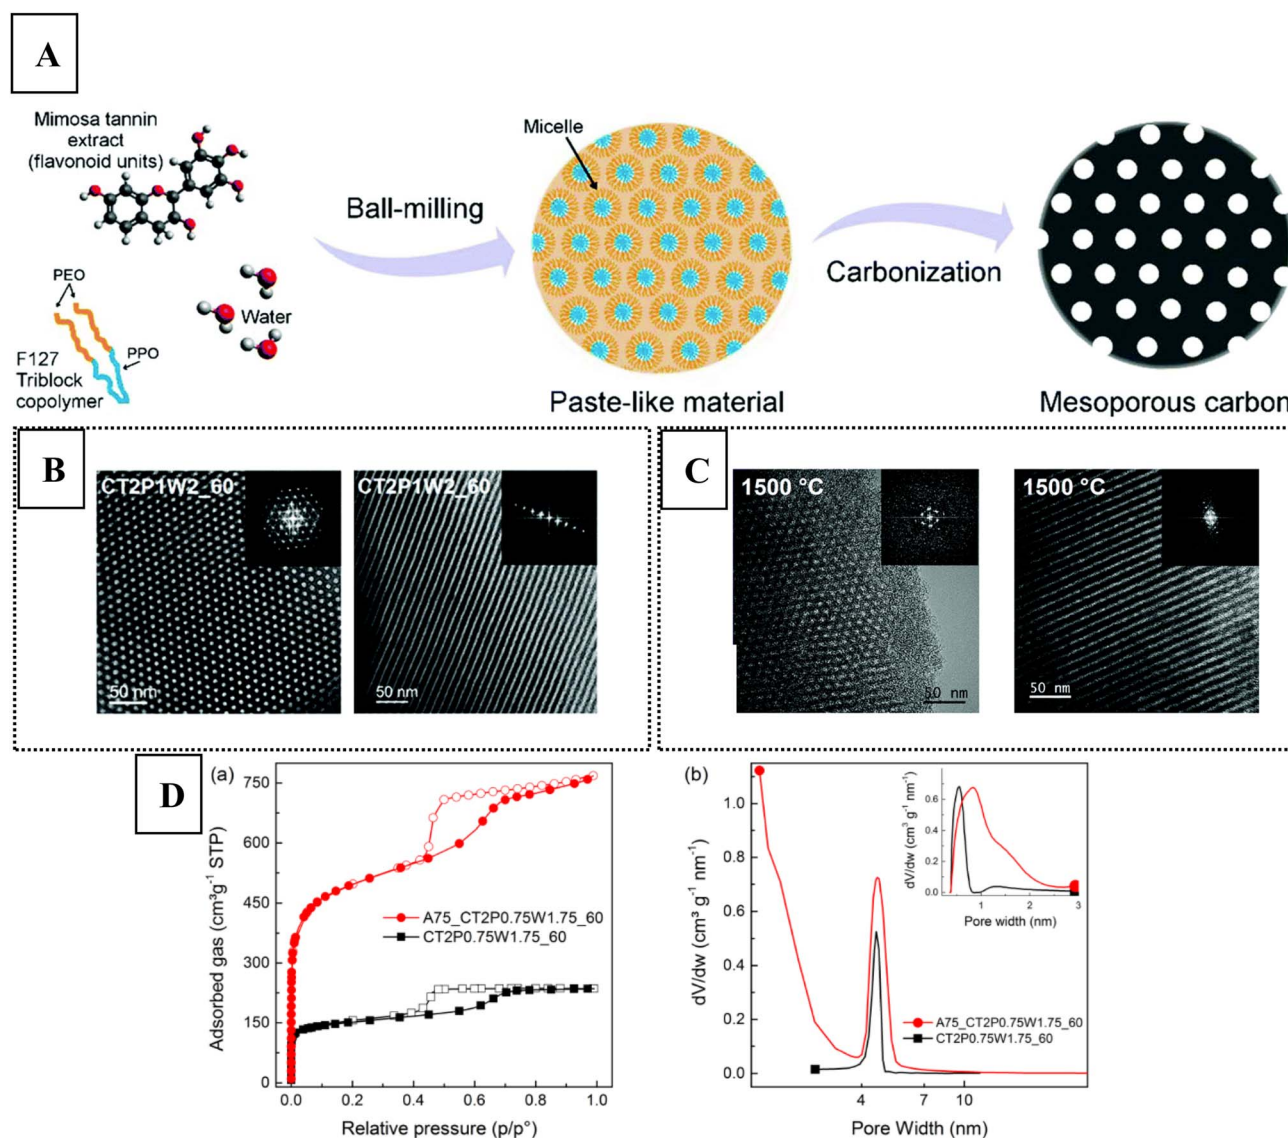 A
Mimosa tannin
extract
(flavonoid units)
PEO
Water
PPO
F127
Triblock
copolymer
Ball-milling
Micelle
Paste-like material
Carbonization
Mesoporous carbon
B
CT2P1W2_60
50 nm
CT2P1W2_60
50 nm
C
1500 °C
50 nm
1500 °C
50 nm
D
(a)
Adsorbed gas (cm³g⁻¹ STP)
750
600
450
300
150
0
A75_CT2P0.75W1.75_60
CT2P0.75W1.75_60
0.0 0.2 0.4 0.6 0.8 1.0
Relative pressure (p/p°)
(b)
dV/dw (cm³ g⁻¹ nm⁻¹)
1.0
0.8
0.6
0.4
0.2
0.0
dV/dw (cm³ g⁻¹ nm⁻¹)
0.6
0.4
0.2
0.0
1 2 3
Pore width (nm)
A75_CT2P0.75W1.75_60
CT2P0.75W1.75_60
4 7 10
Pore Width (nm)